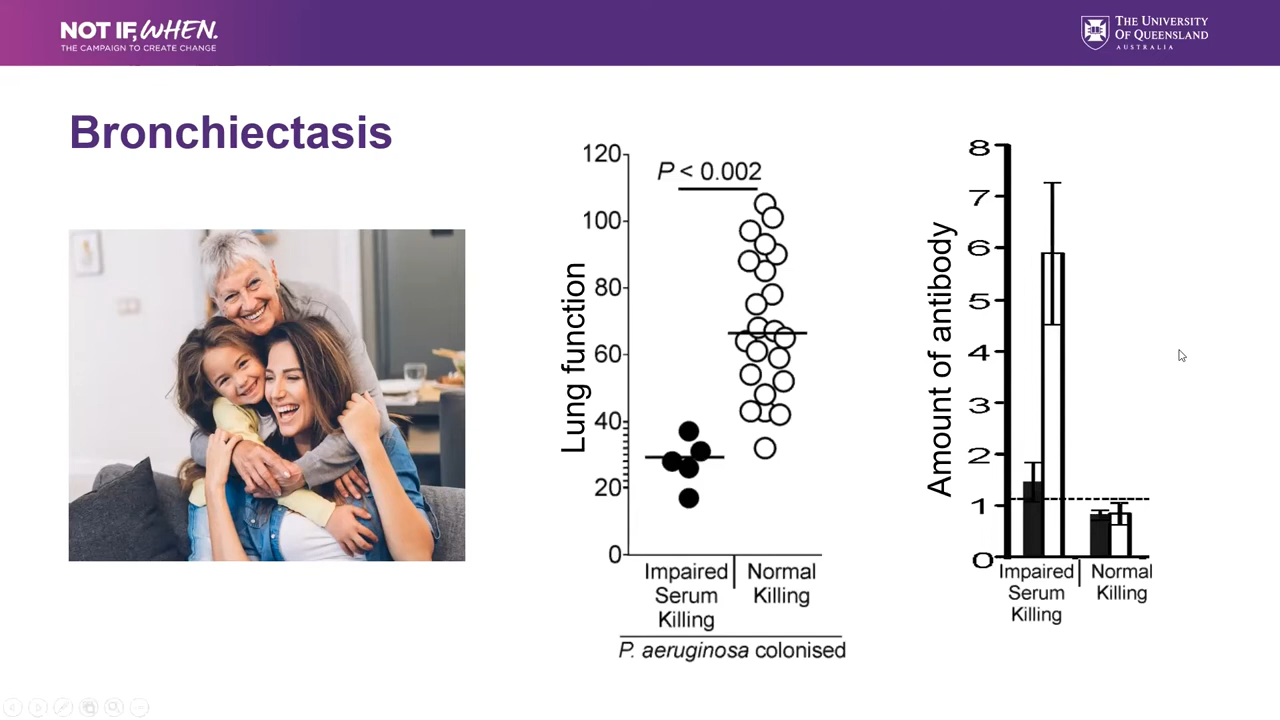 NOT IF, WHEN.
THE CAMPAIGN TO CREATE CHANGE
THE UNIVERSITY
OF QUEENSLAND
AUSTRALIA
Bronchiectasis
Lung function
120
100
80
60
40
20
0
P < 0.002
Impaired
Serum
Killing
Normal
Killing
P. aeruginosa colonised
Amount of antibody
8
7
6
5
4
3
2
1
0
Impaired
Serum
Killing
Normal
Killing